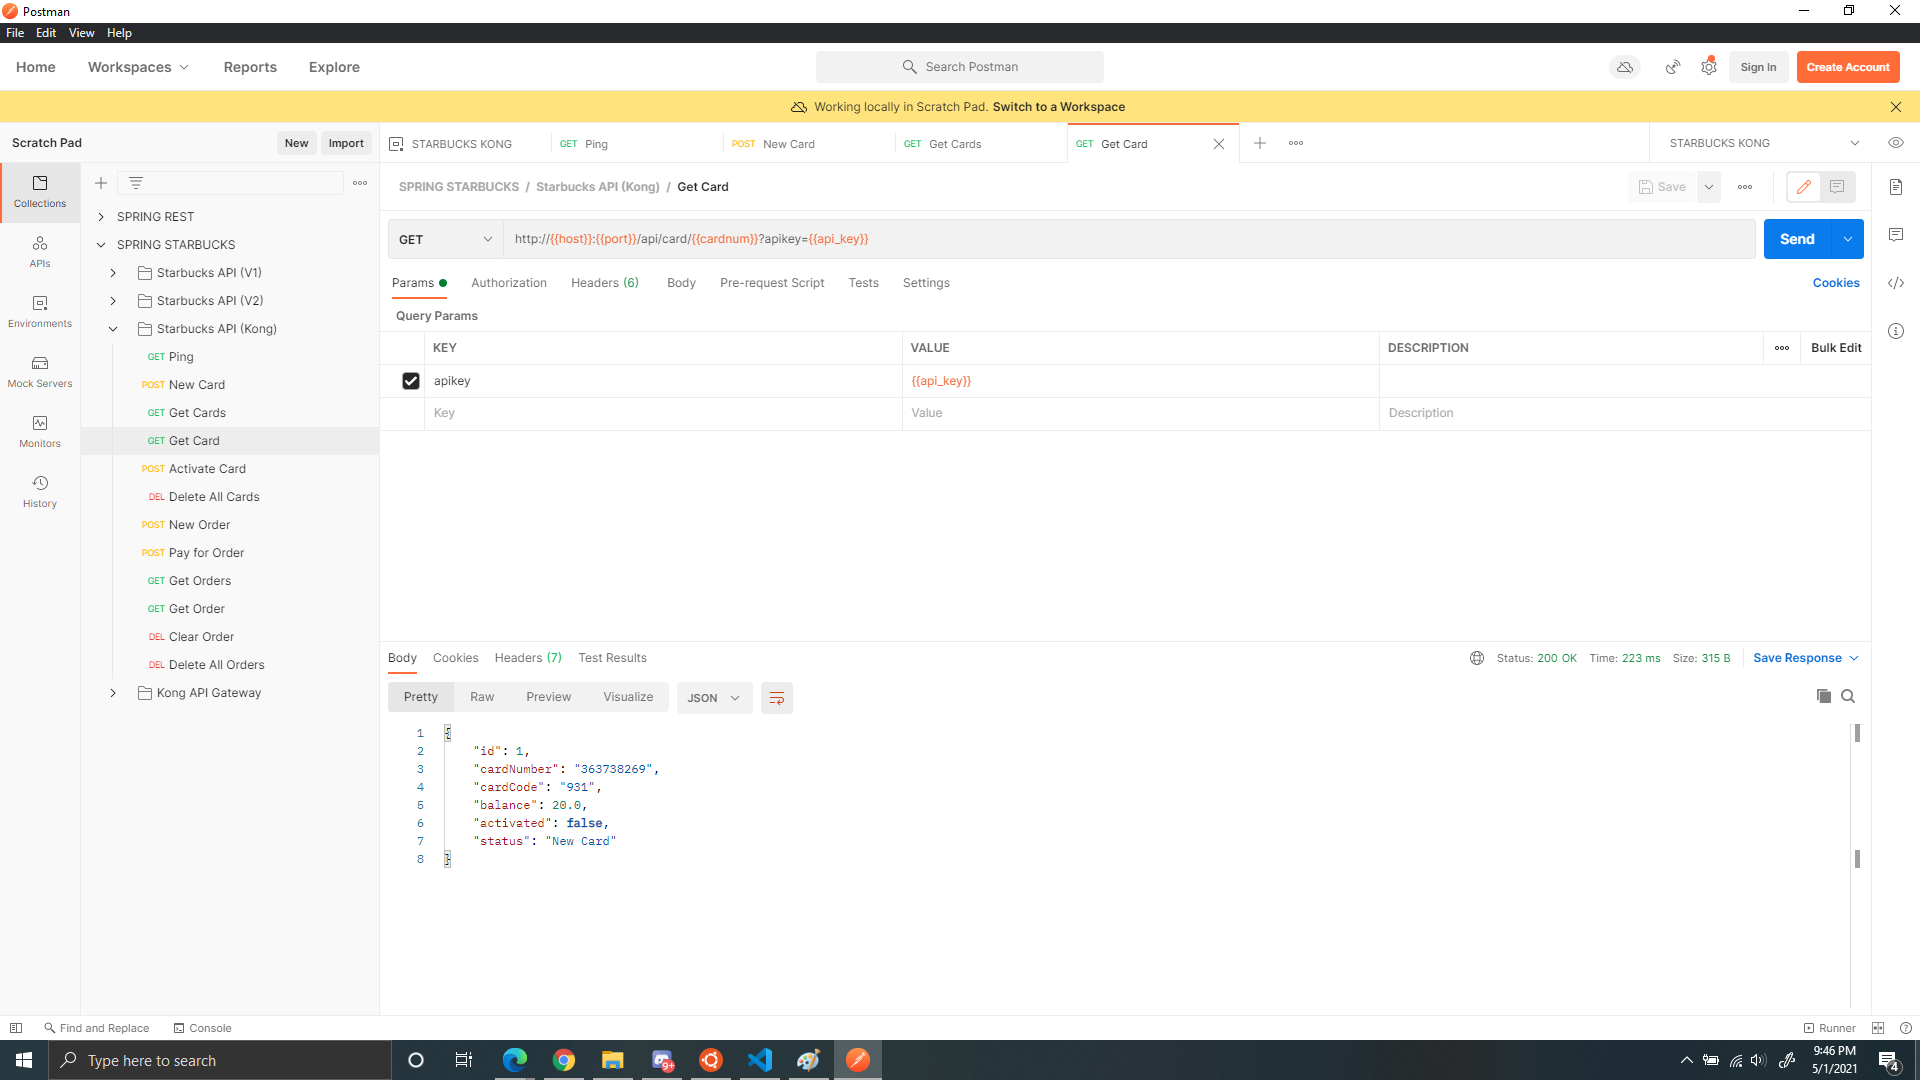 Postman
File Edit View Help
Home Workspaces Reports Explore Search Postman Sign In Create Account
Working locally in Scratch Pad. Switch to a Workspace
Scratch Pad New Import STARBUCKS KONG GET Ping POST New Card GET Get Cards GET Get Card STARBUCKS KONG
SPRING STARBUCKS / Starbucks API (Kong) / Get Card Save
GET http://{{host}}:{{port}}/api/card/{{cardnum}}?apikey={{api_key}} Send
Params Authorization Headers (6) Body Pre-request Script Tests Settings Cookies
Query Params
KEY VALUE DESCRIPTION Bulk Edit
apikey {{api_key}}
Key Value Description
Collections
APIs
Environments
Mock Servers
Monitors
History
SPRING REST
SPRING STARBUCKS
Starbucks API (V1)
Starbucks API (V2)
Starbucks API (Kong)
GET Ping
POST New Card
GET Get Cards
GET Get Card
POST Activate Card
DEL Delete All Cards
POST New Order
POST Pay for Order
GET Get Orders
GET Get Order
DEL Clear Order
DEL Delete All Orders
Kong API Gateway
Body Cookies Headers (7) Test Results Status: 200 OK Time: 223 ms Size: 315 B Save Response
Pretty Raw Preview Visualize JSON
1 {
2 "id": 1,
3 "cardNumber": "363738269",
4 "cardCode": "931",
5 "balance": 20.0,
6 "activated": false,
7 "status": "New Card"
8 }
Find and Replace Console Runner
Type here to search 9+ 9:46 PM
5/1/2021 4